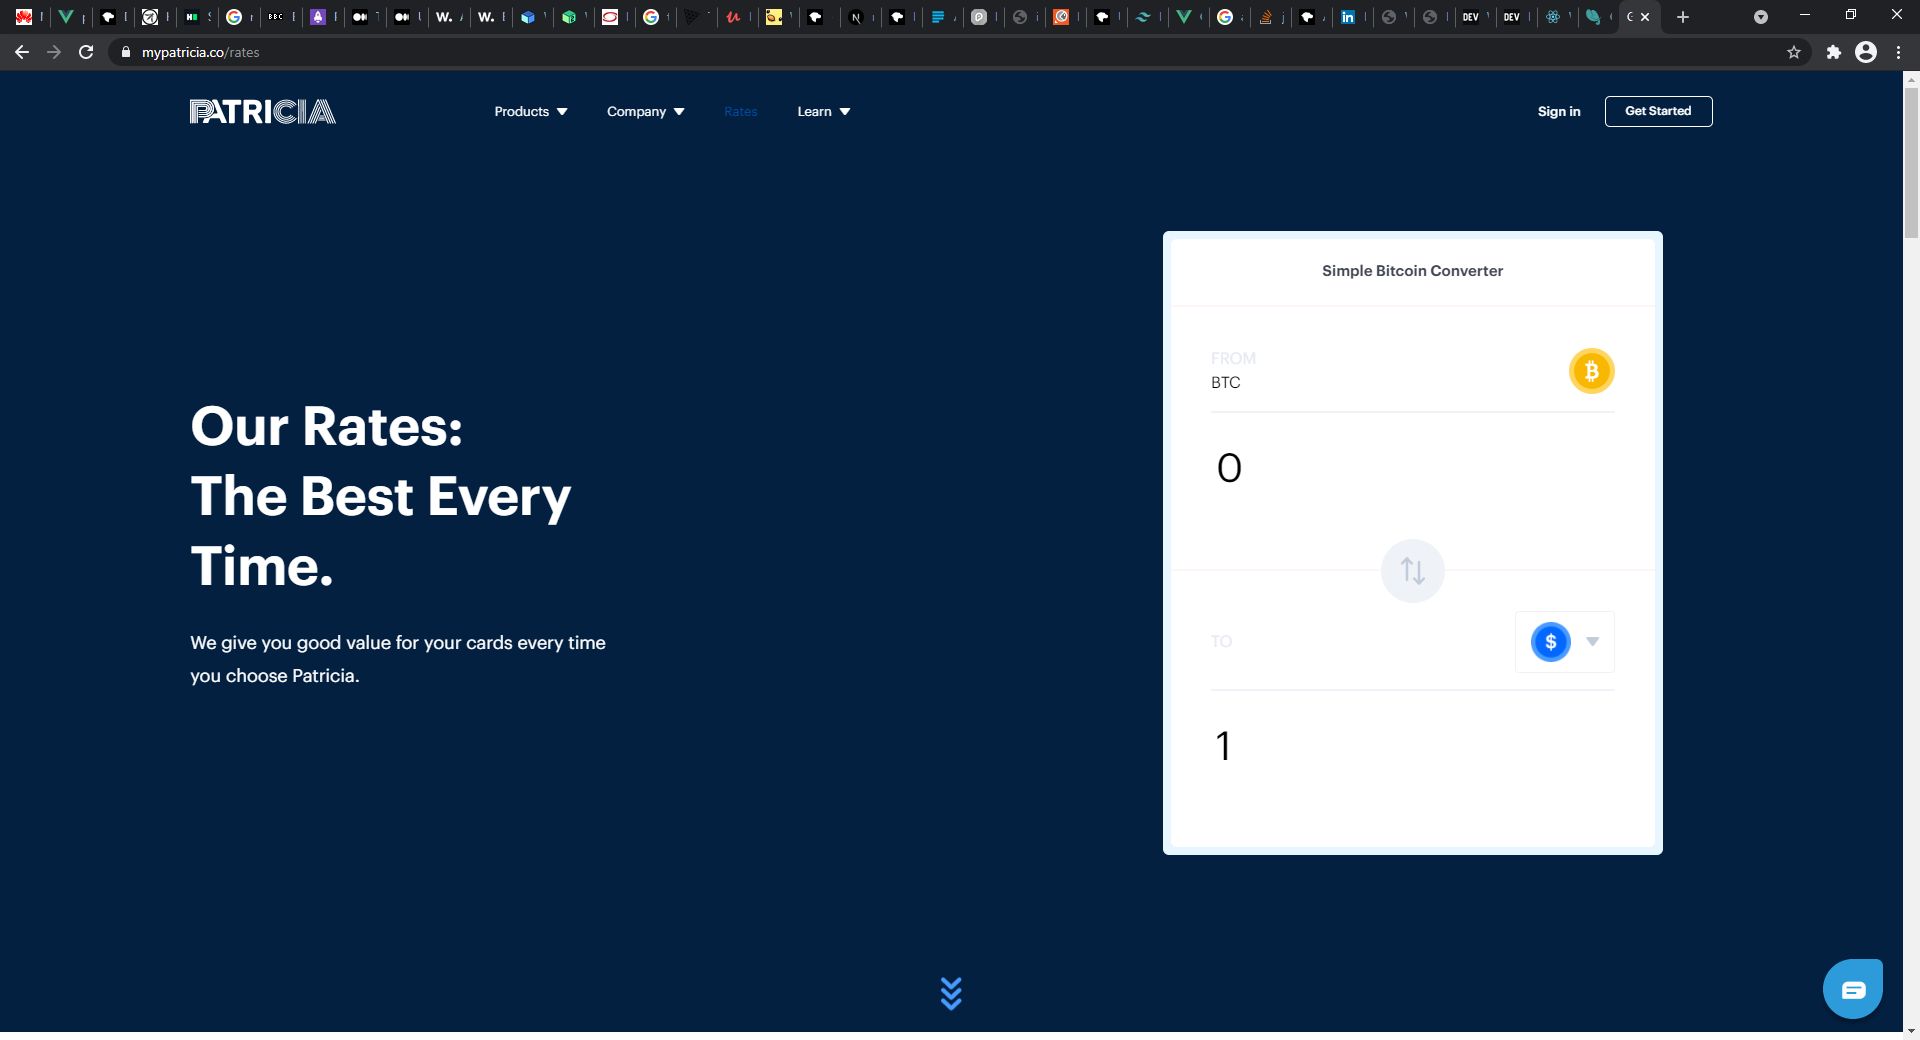 mypatricia.co/rates
PATRICIA
Products
Company
Rates
Learn
Sign in
Get Started
Our Rates:
The Best Every
Time.
We give you good value for your cards every time
you choose Patricia.
Simple Bitcoin Converter
FROM
BTC
0
TO
$
1